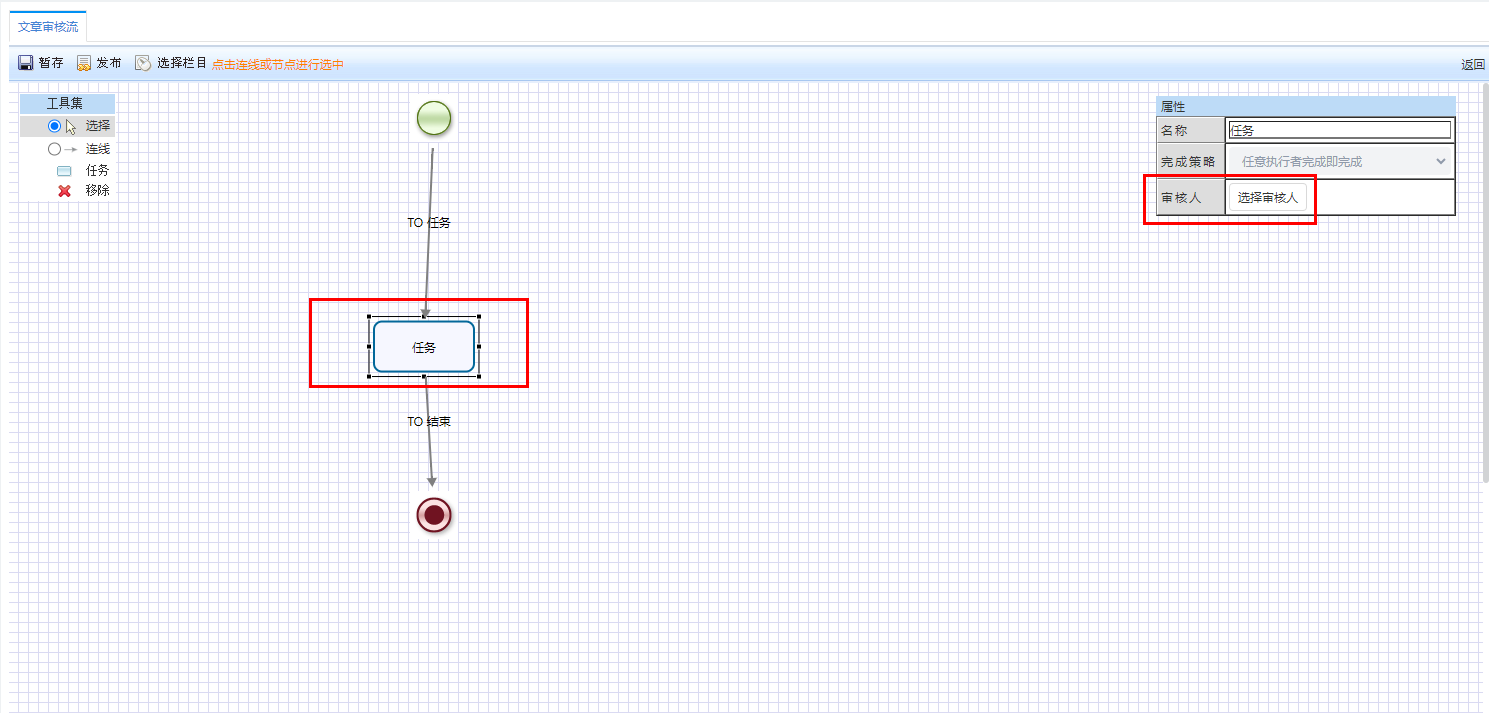 文章审核流
暂存 发布 选择栏目 点击连线或节点进行选中 返回
工具集
选择
连线
任务
移除
TO 任务
任务
TO 结束
属性
名称 任务
完成策略 任意执行者完成即完成
审核人 选择审核人